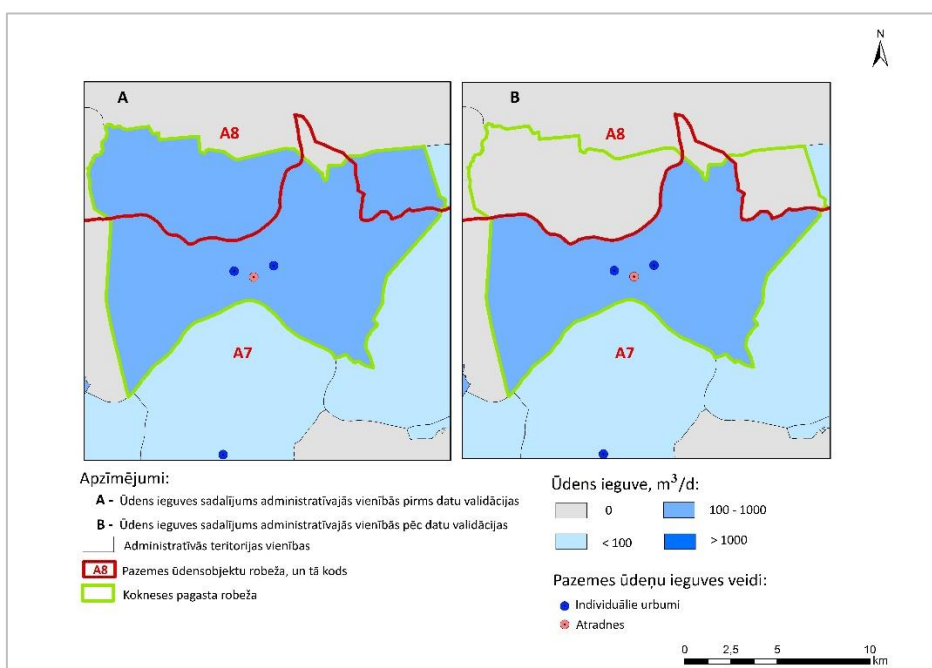 N
A
A8
A7
B
A8
A7
Apzīmējumi:
A - Ūdens ieguves sadalījums administratīvajās vienībās pirms datu validācijas
B - Ūdens ieguves sadalījums administratīvajās vienībās pēc datu validācijas
Administratīvās teritorijas vienības
A8 Pazemes ūdensobjektu robeža, un tā kods
Kokneses pagasta robeža
Ūdens ieguve, m³/d:
0 100 - 1000
< 100 > 1000
Pazemes ūdeņu ieguves veidi:
Individuālie urbumi
Atradnes
0 2,5 5 10
km